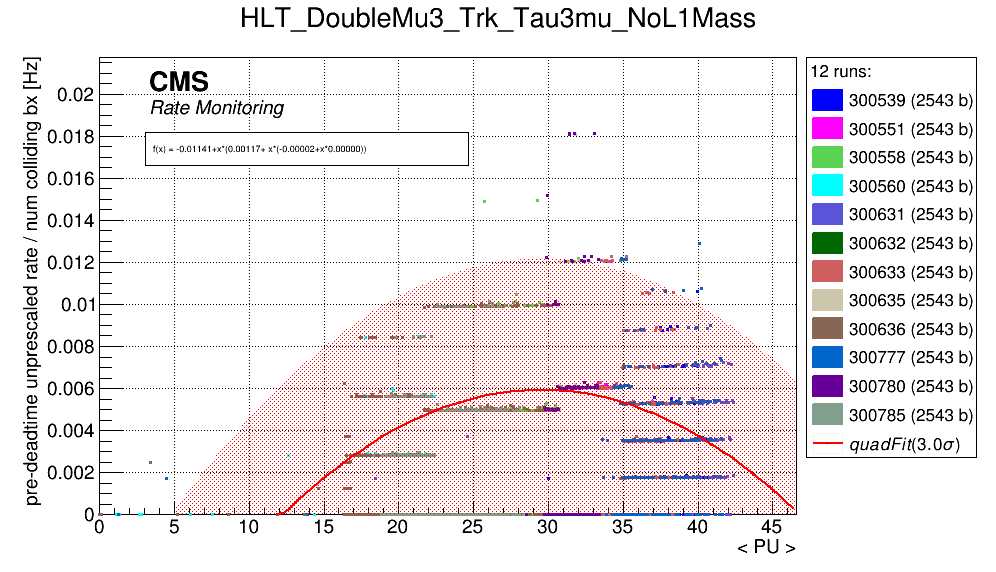 HLT_DoubleMu3_Trk_Tau3mu_NoL1Mass
pre-deadtime unprescaled rate / num colliding bx [Hz]
CMS
Rate Monitoring
f(x) = -0.01141+x*(0.00117+ x*(-0.00002+x*0.00000))
0.02
0.018
0.016
0.014
0.012
0.01
0.008
0.006
0.004
0.002
0
0 5 10 15 20 25 30 35 40 45
< PU >
12 runs:
300539 (2543 b)
300551 (2543 b)
300558 (2543 b)
300560 (2543 b)
300631 (2543 b)
300632 (2543 b)
300633 (2543 b)
300635 (2543 b)
300636 (2543 b)
300777 (2543 b)
300780 (2543 b)
300785 (2543 b)
quadFit(3.0σ)